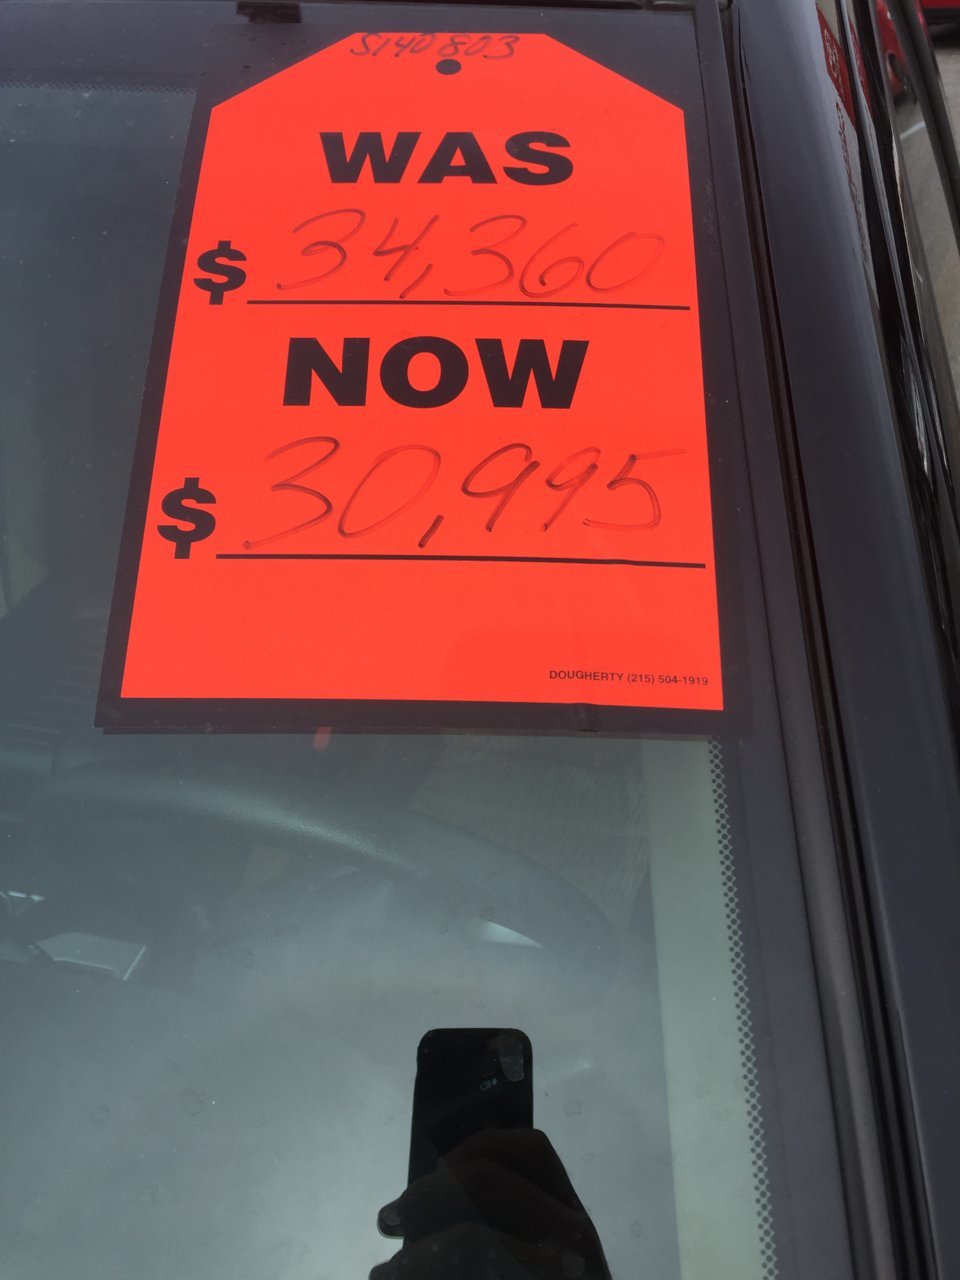 S140803
WAS
$ 34,360
NOW
$ 30,995
DOUGHERTY (215) 504-1919